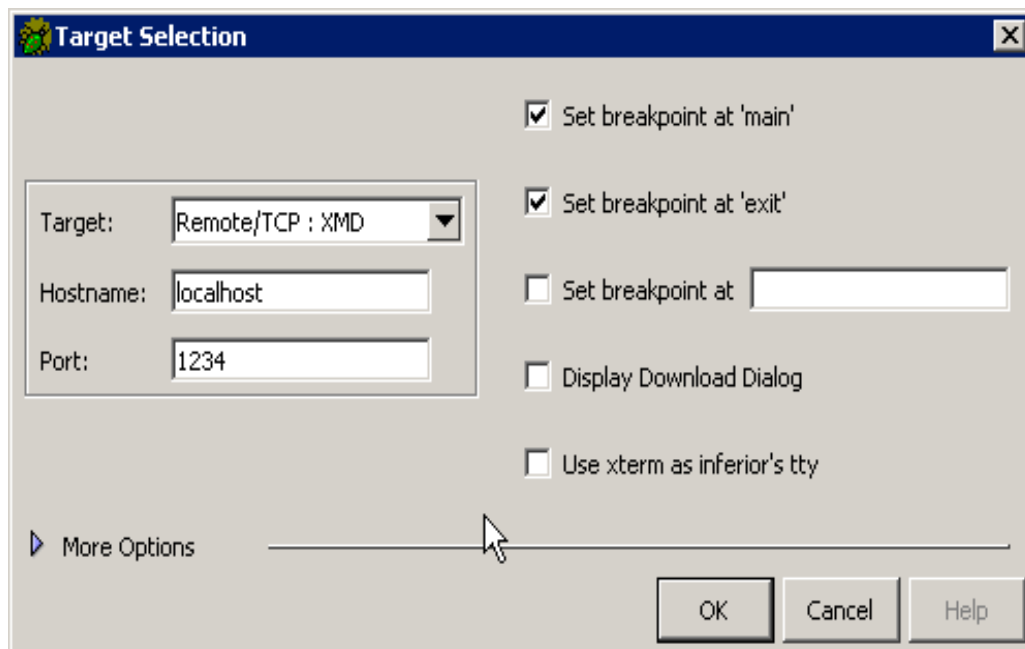 Target Selection
Set breakpoint at 'main'
Set breakpoint at 'exit'
Target: Remote/TCP : XMD
Hostname: localhost
Set breakpoint at
Port: 1234
Display Download Dialog
Use xterm as inferior's tty
More Options
OK Cancel Help